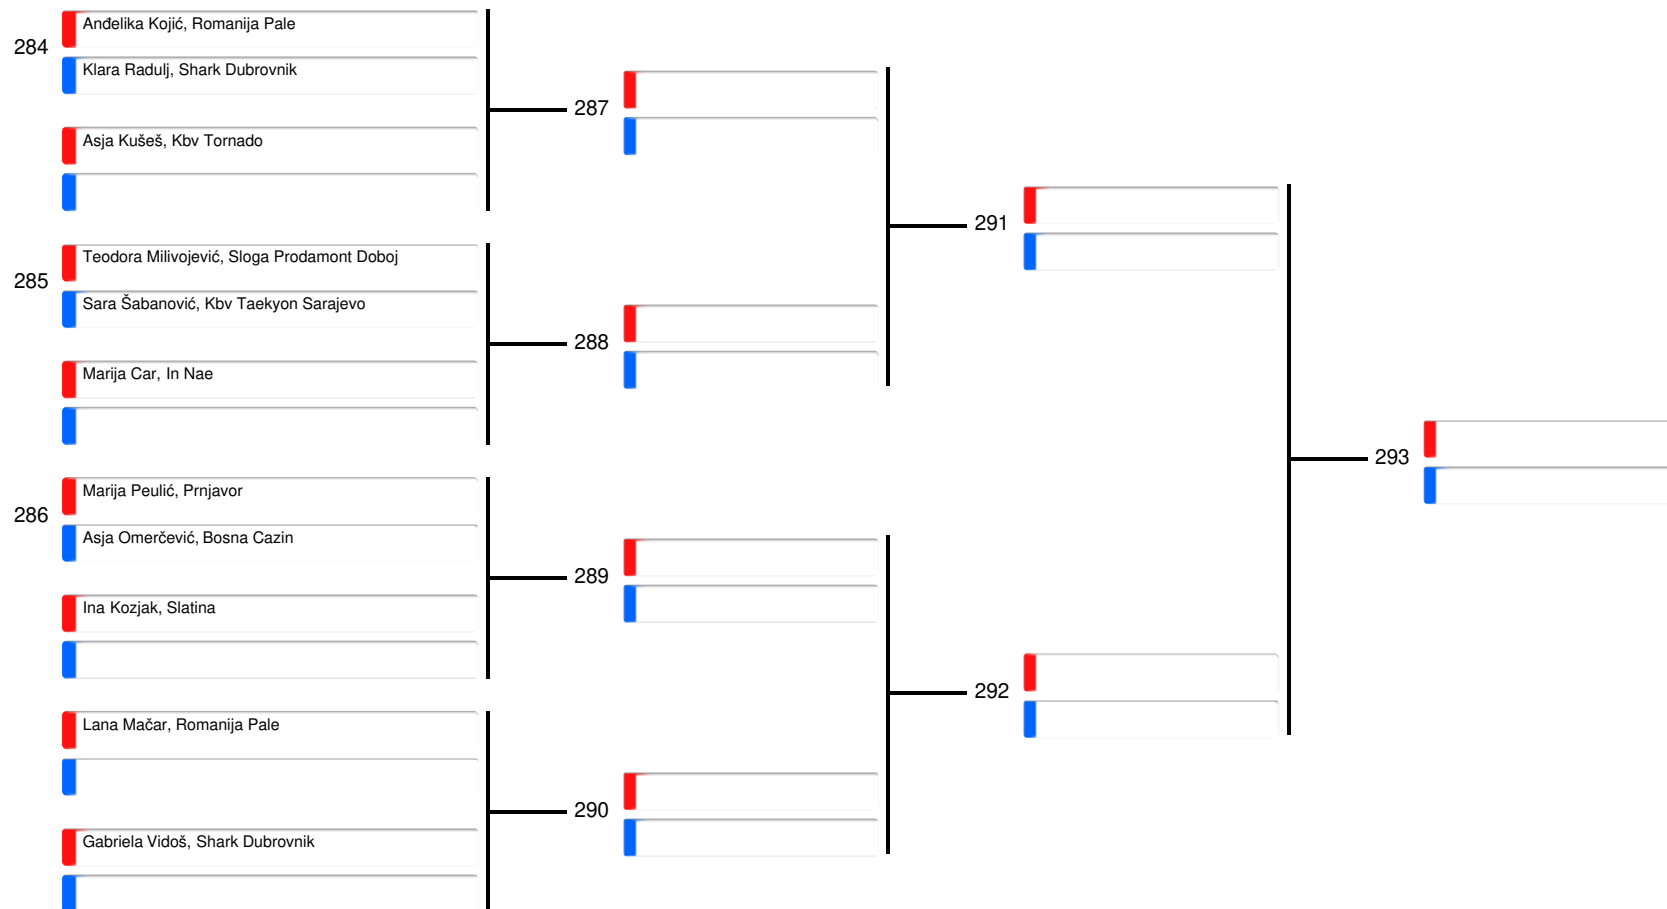 284
Anđelika Kojić, Romanija Pale
Klara Radulj, Shark Dubrovnik
Asja Kušeš, Kbv Tornado
285
Teodora Milivojević, Sloga Prodamont Doboj
Sara Šabanović, Kbv Taekyon Sarajevo
Marija Car, In Nae
286
Marija Peulić, Prnjavor
Asja Omerčević, Bosna Cazin
Ina Kozjak, Slatina
Lana Mačar, Romanija Pale
Gabriela Vidoš, Shark Dubrovnik
287
288
289
290
291
292
293